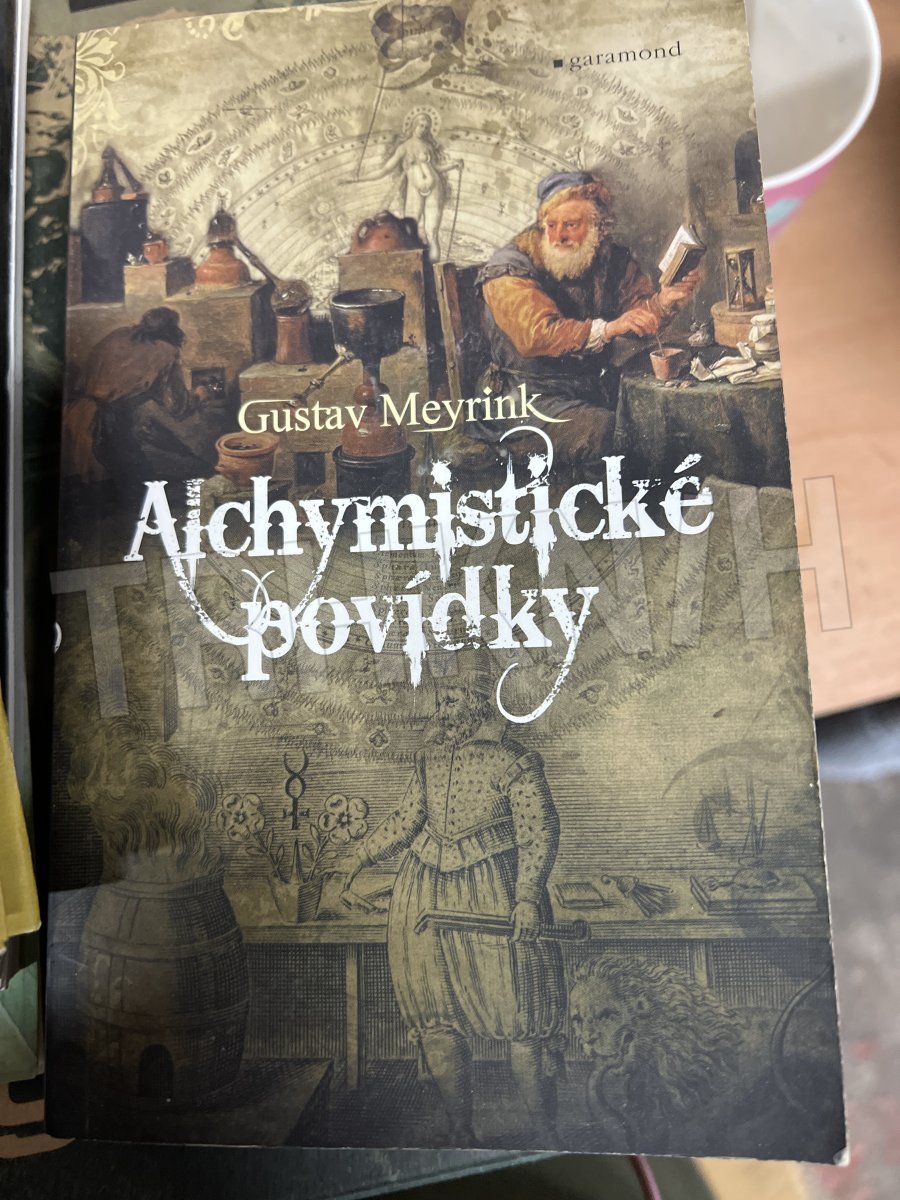 garamond
Gustav Meyrink
Alchymistické
povídky